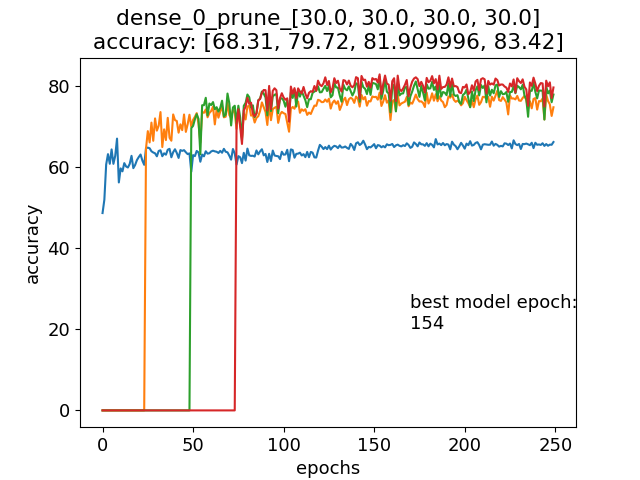 dense_0_prune_[30.0, 30.0, 30.0, 30.0]
accuracy: [68.31, 79.72, 81.909996, 83.42]
80
60
40
20
0
accuracy
best model epoch:
154
0 50 100 150 200 250
epochs